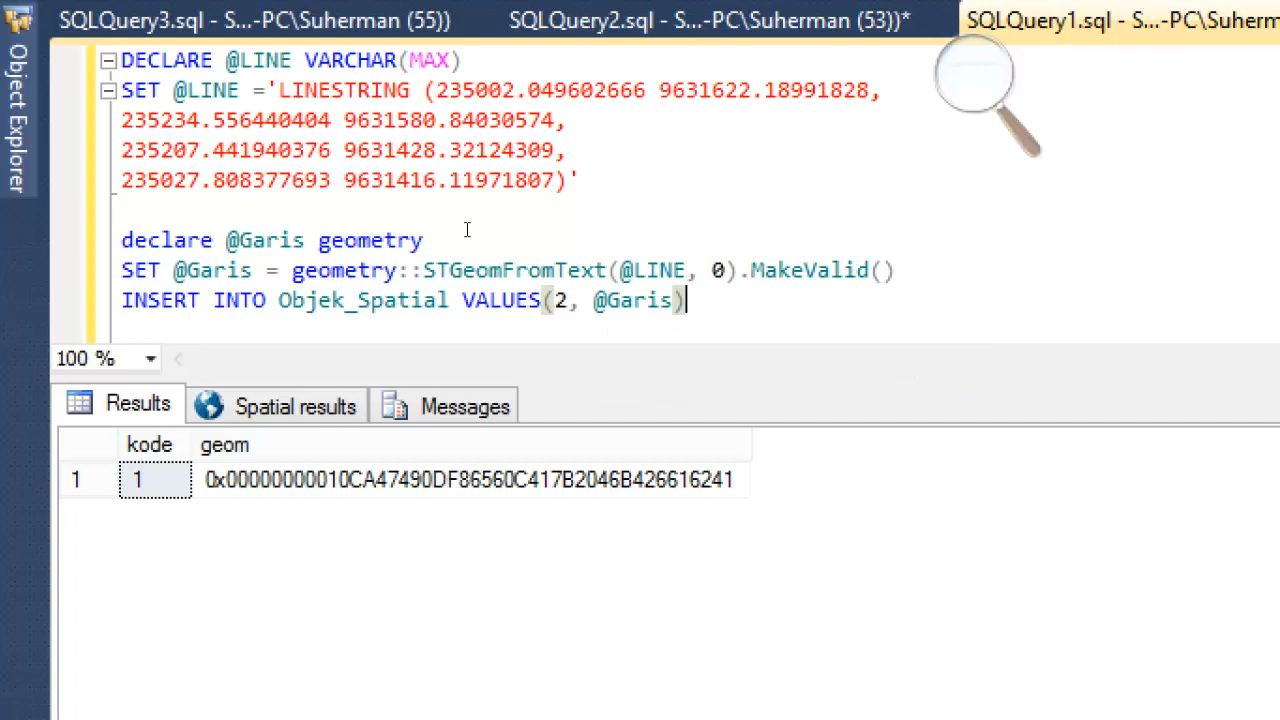 SQLQuery3.sql - S...-PC\Suherman (55))
SQLQuery2.sql - S...-PC\Suherman (53))*
SQLQuery1.sql - S...-PC\Suherm
Object Explorer
DECLARE @LINE VARCHAR(MAX)
SET @LINE ='LINESTRING (235002.049602666 9631622.18991828,
235234.556440404 9631580.84030574,
235207.441940376 9631428.32124309,
235027.808377693 9631416.11971807)'
declare @Garis geometry
SET @Garis = geometry::STGeomFromText(@LINE, 0).MakeValid()
INSERT INTO Objek_Spatial VALUES(2, @Garis)
100 %
Results
Spatial results
Messages
kode geom
1 1 0x00000000010CA47490DF86560C417B2046B426616241